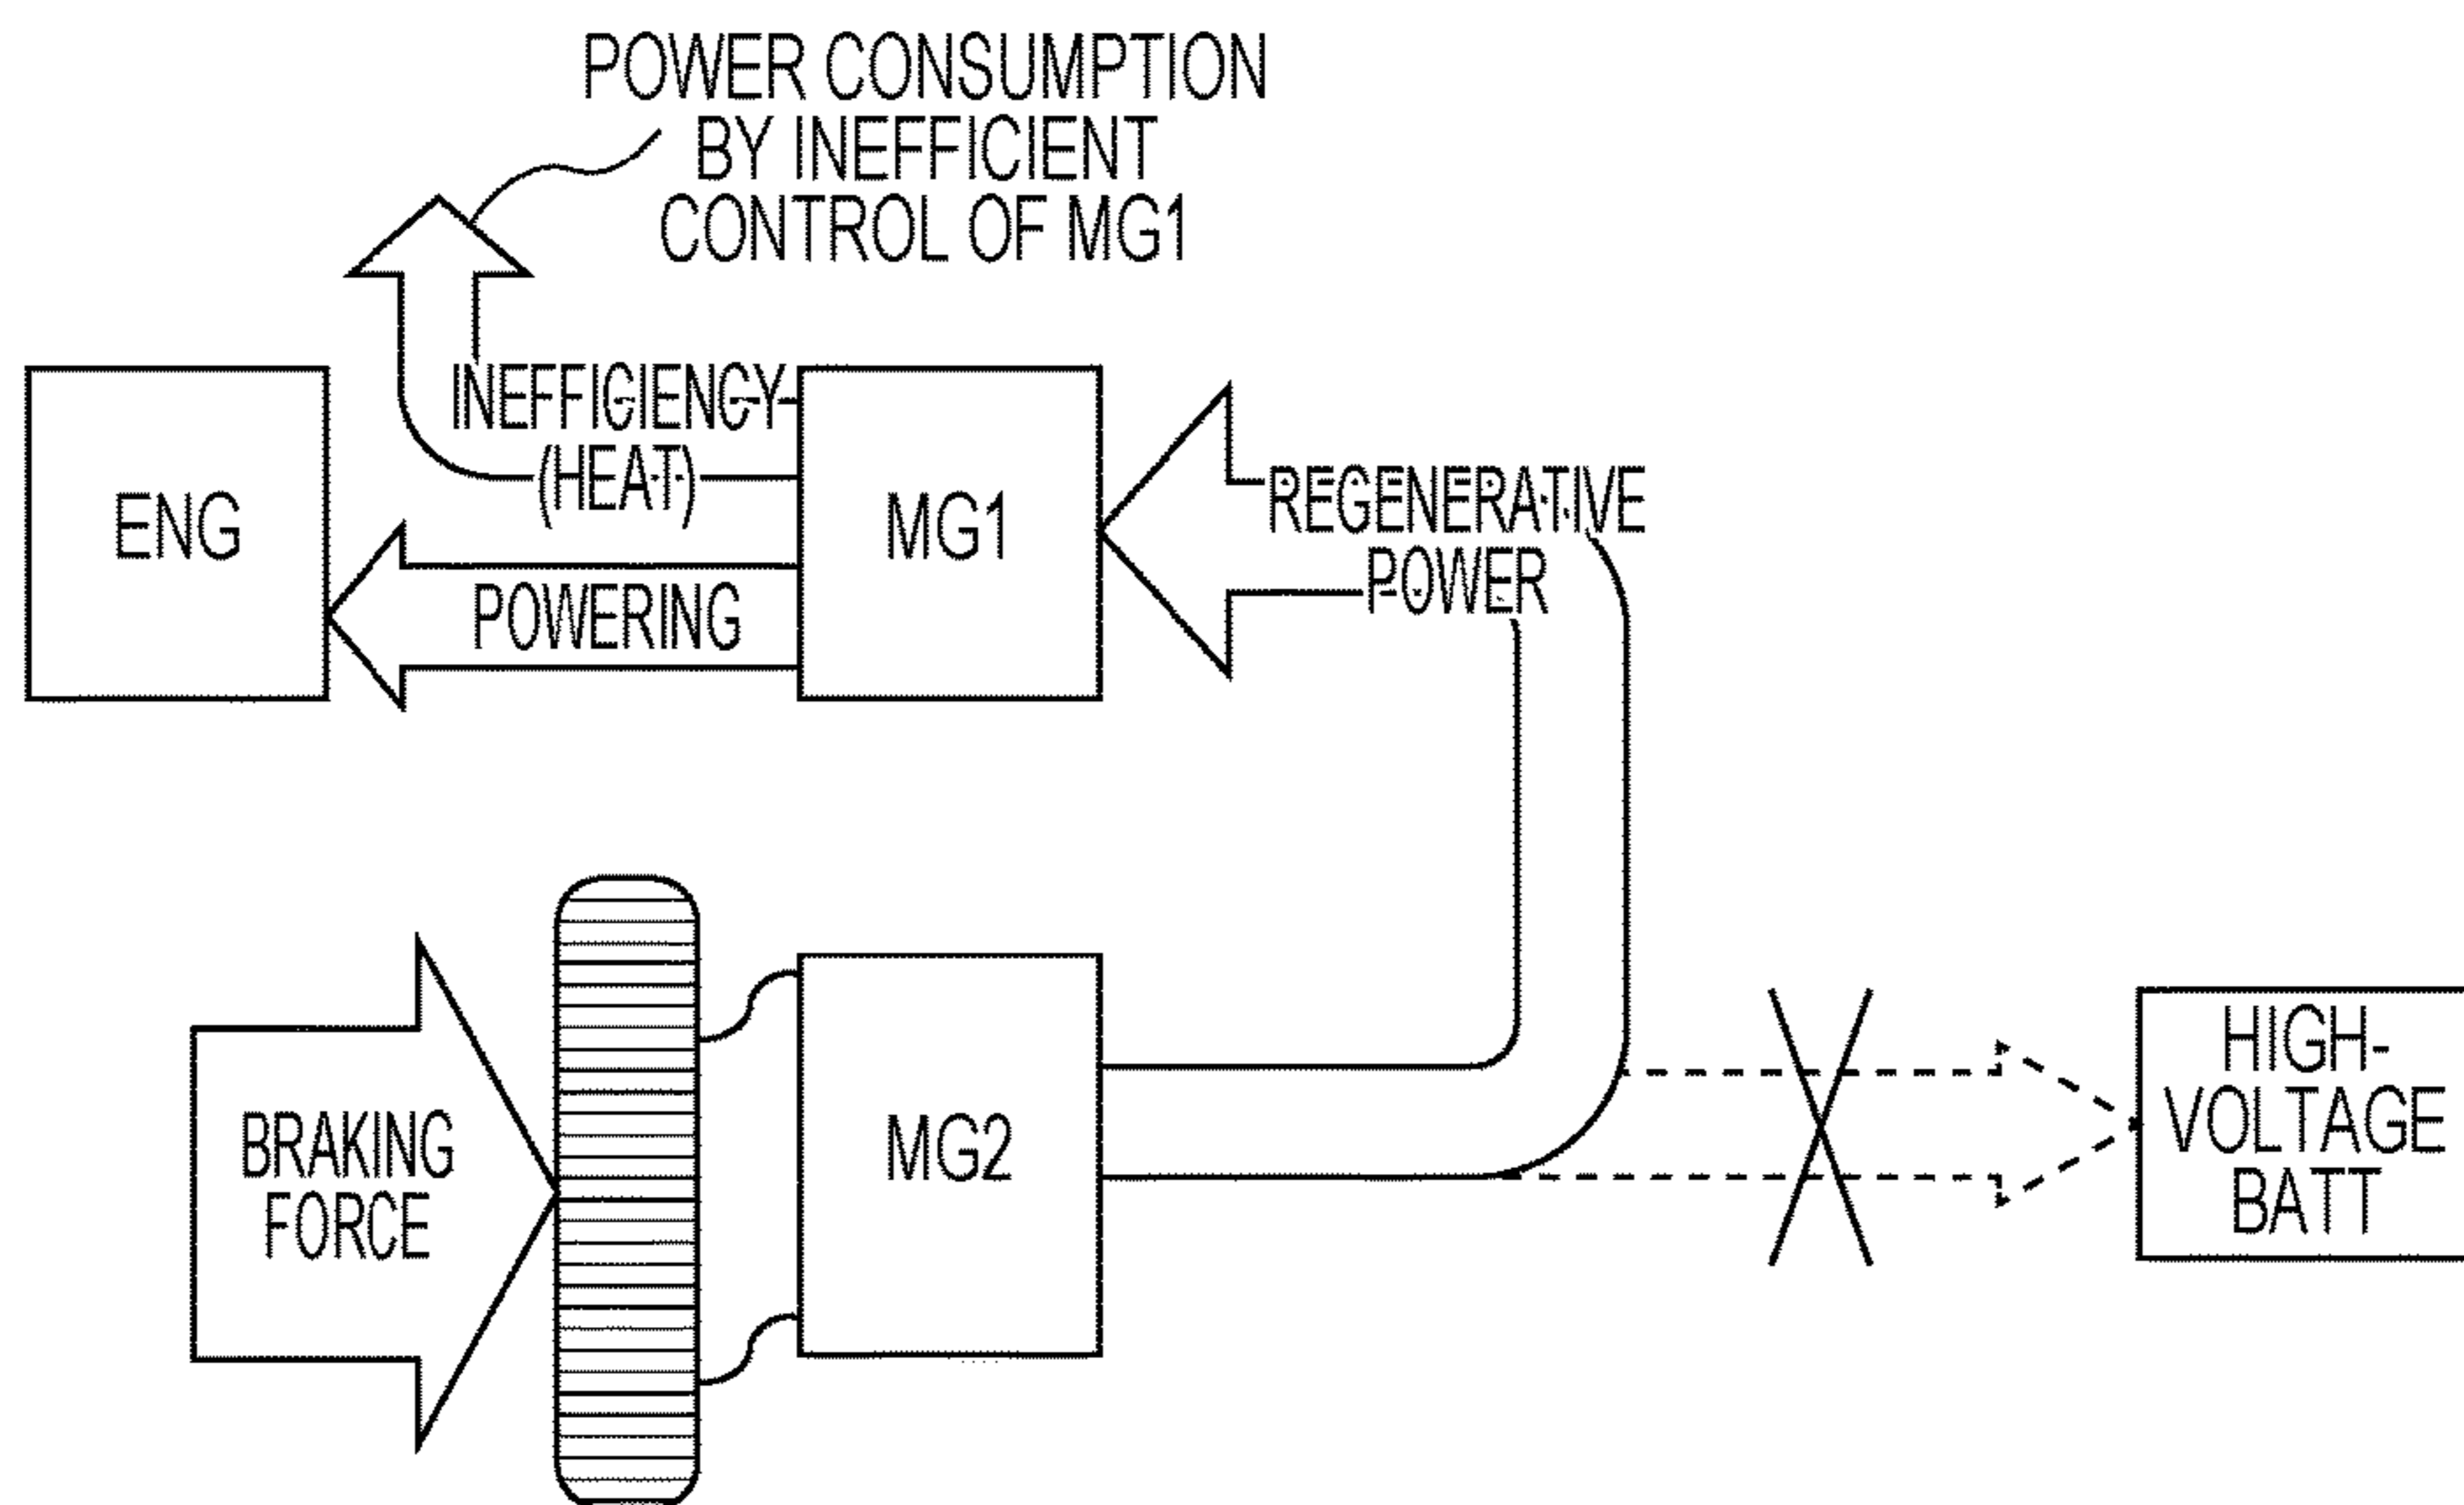 POWER CONSUMPTION
BY INEFFICIENT
CONTROL OF MG1
INEFFICIENCY
(HEAT)
ENG
MG1
REGENERATIVE
POWER
POWERING
BRAKING
FORCE
MG2
HIGH-
VOLTAGE
BATT